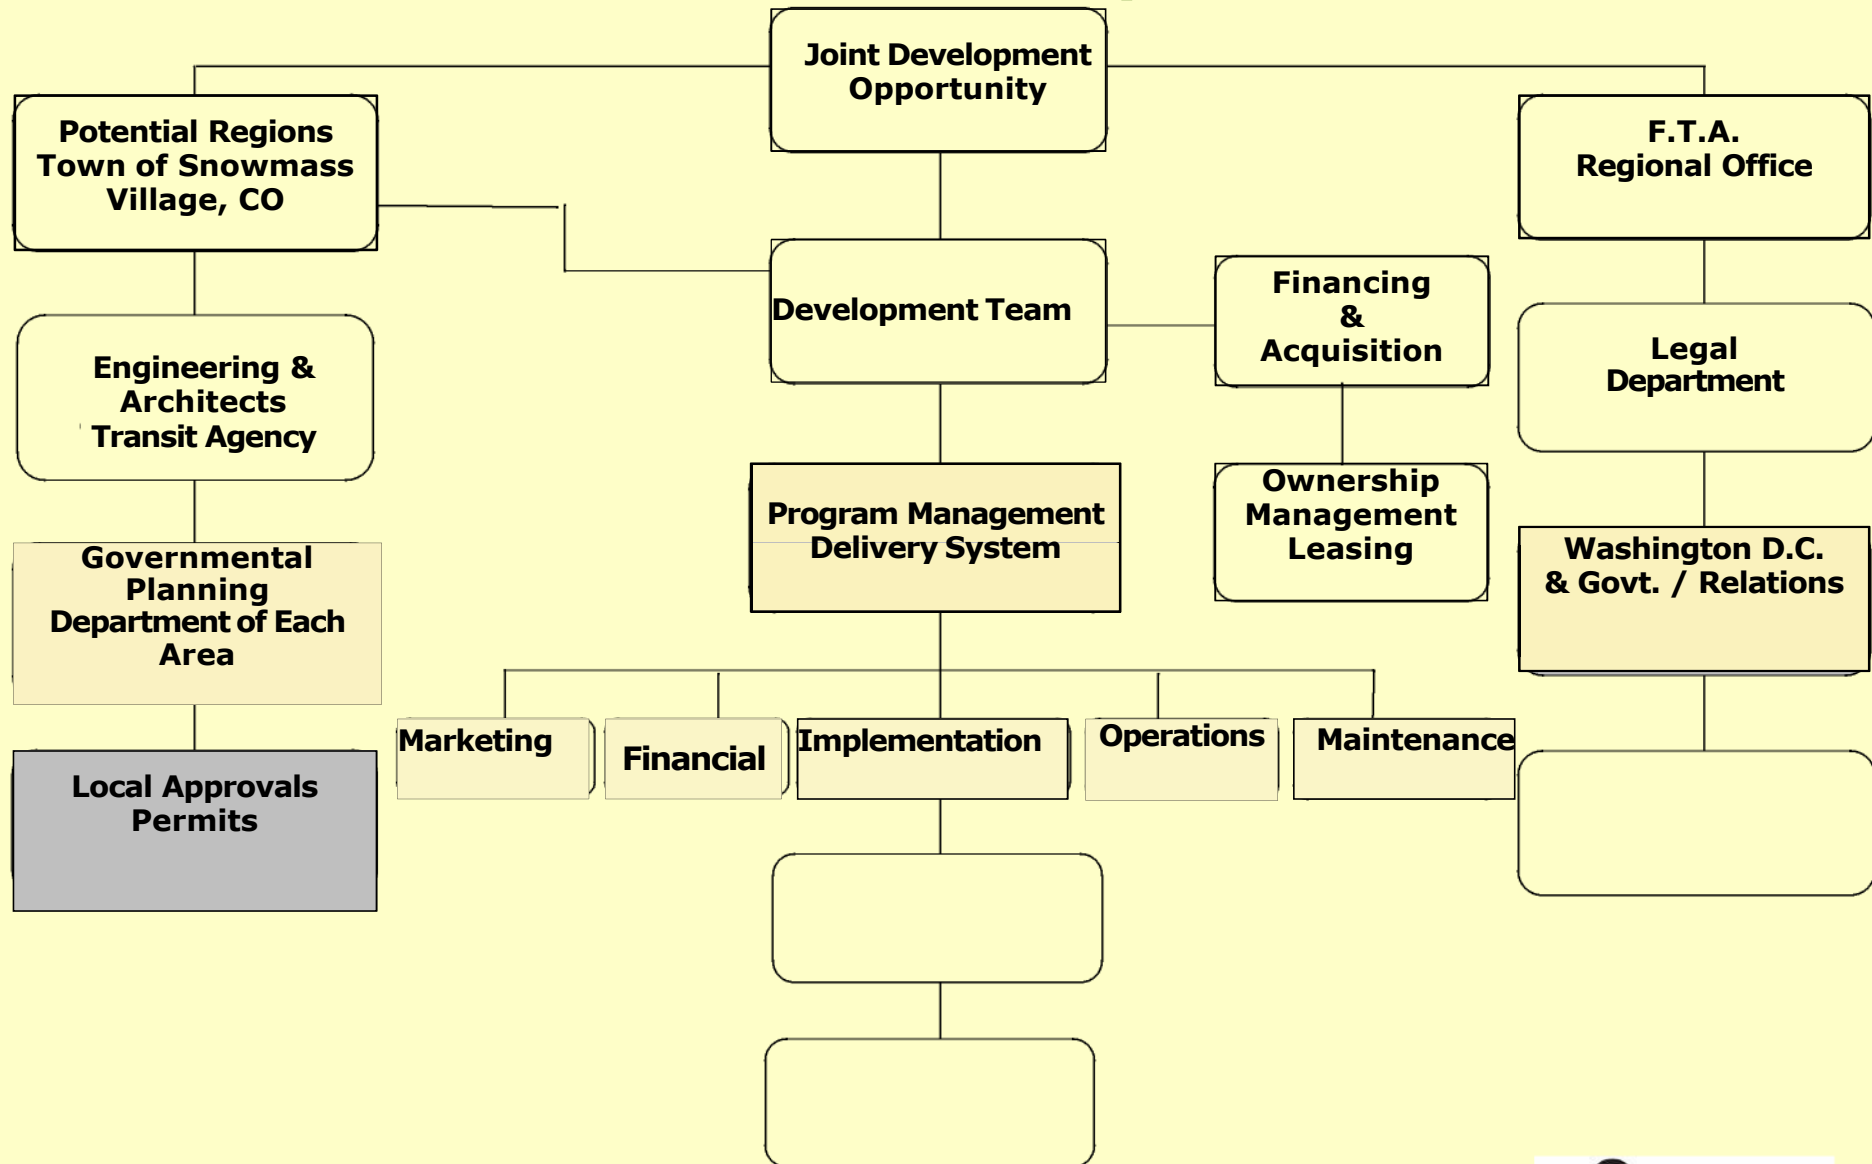 Joint Development
Opportunity
Potential Regions
Town of Snowmass
Village, CO
F.T.A.
Regional Office
Development Team
Financing
&
Acquisition
Engineering &
Architects
Transit Agency
Legal
Department
Program Management
Delivery System
Ownership
Management
Leasing
Governmental
Planning
Department of Each
Area
Washington D.C.
& Govt. / Relations
Marketing
Financial
Implementation
Operations
Maintenance
Local Approvals
Permits